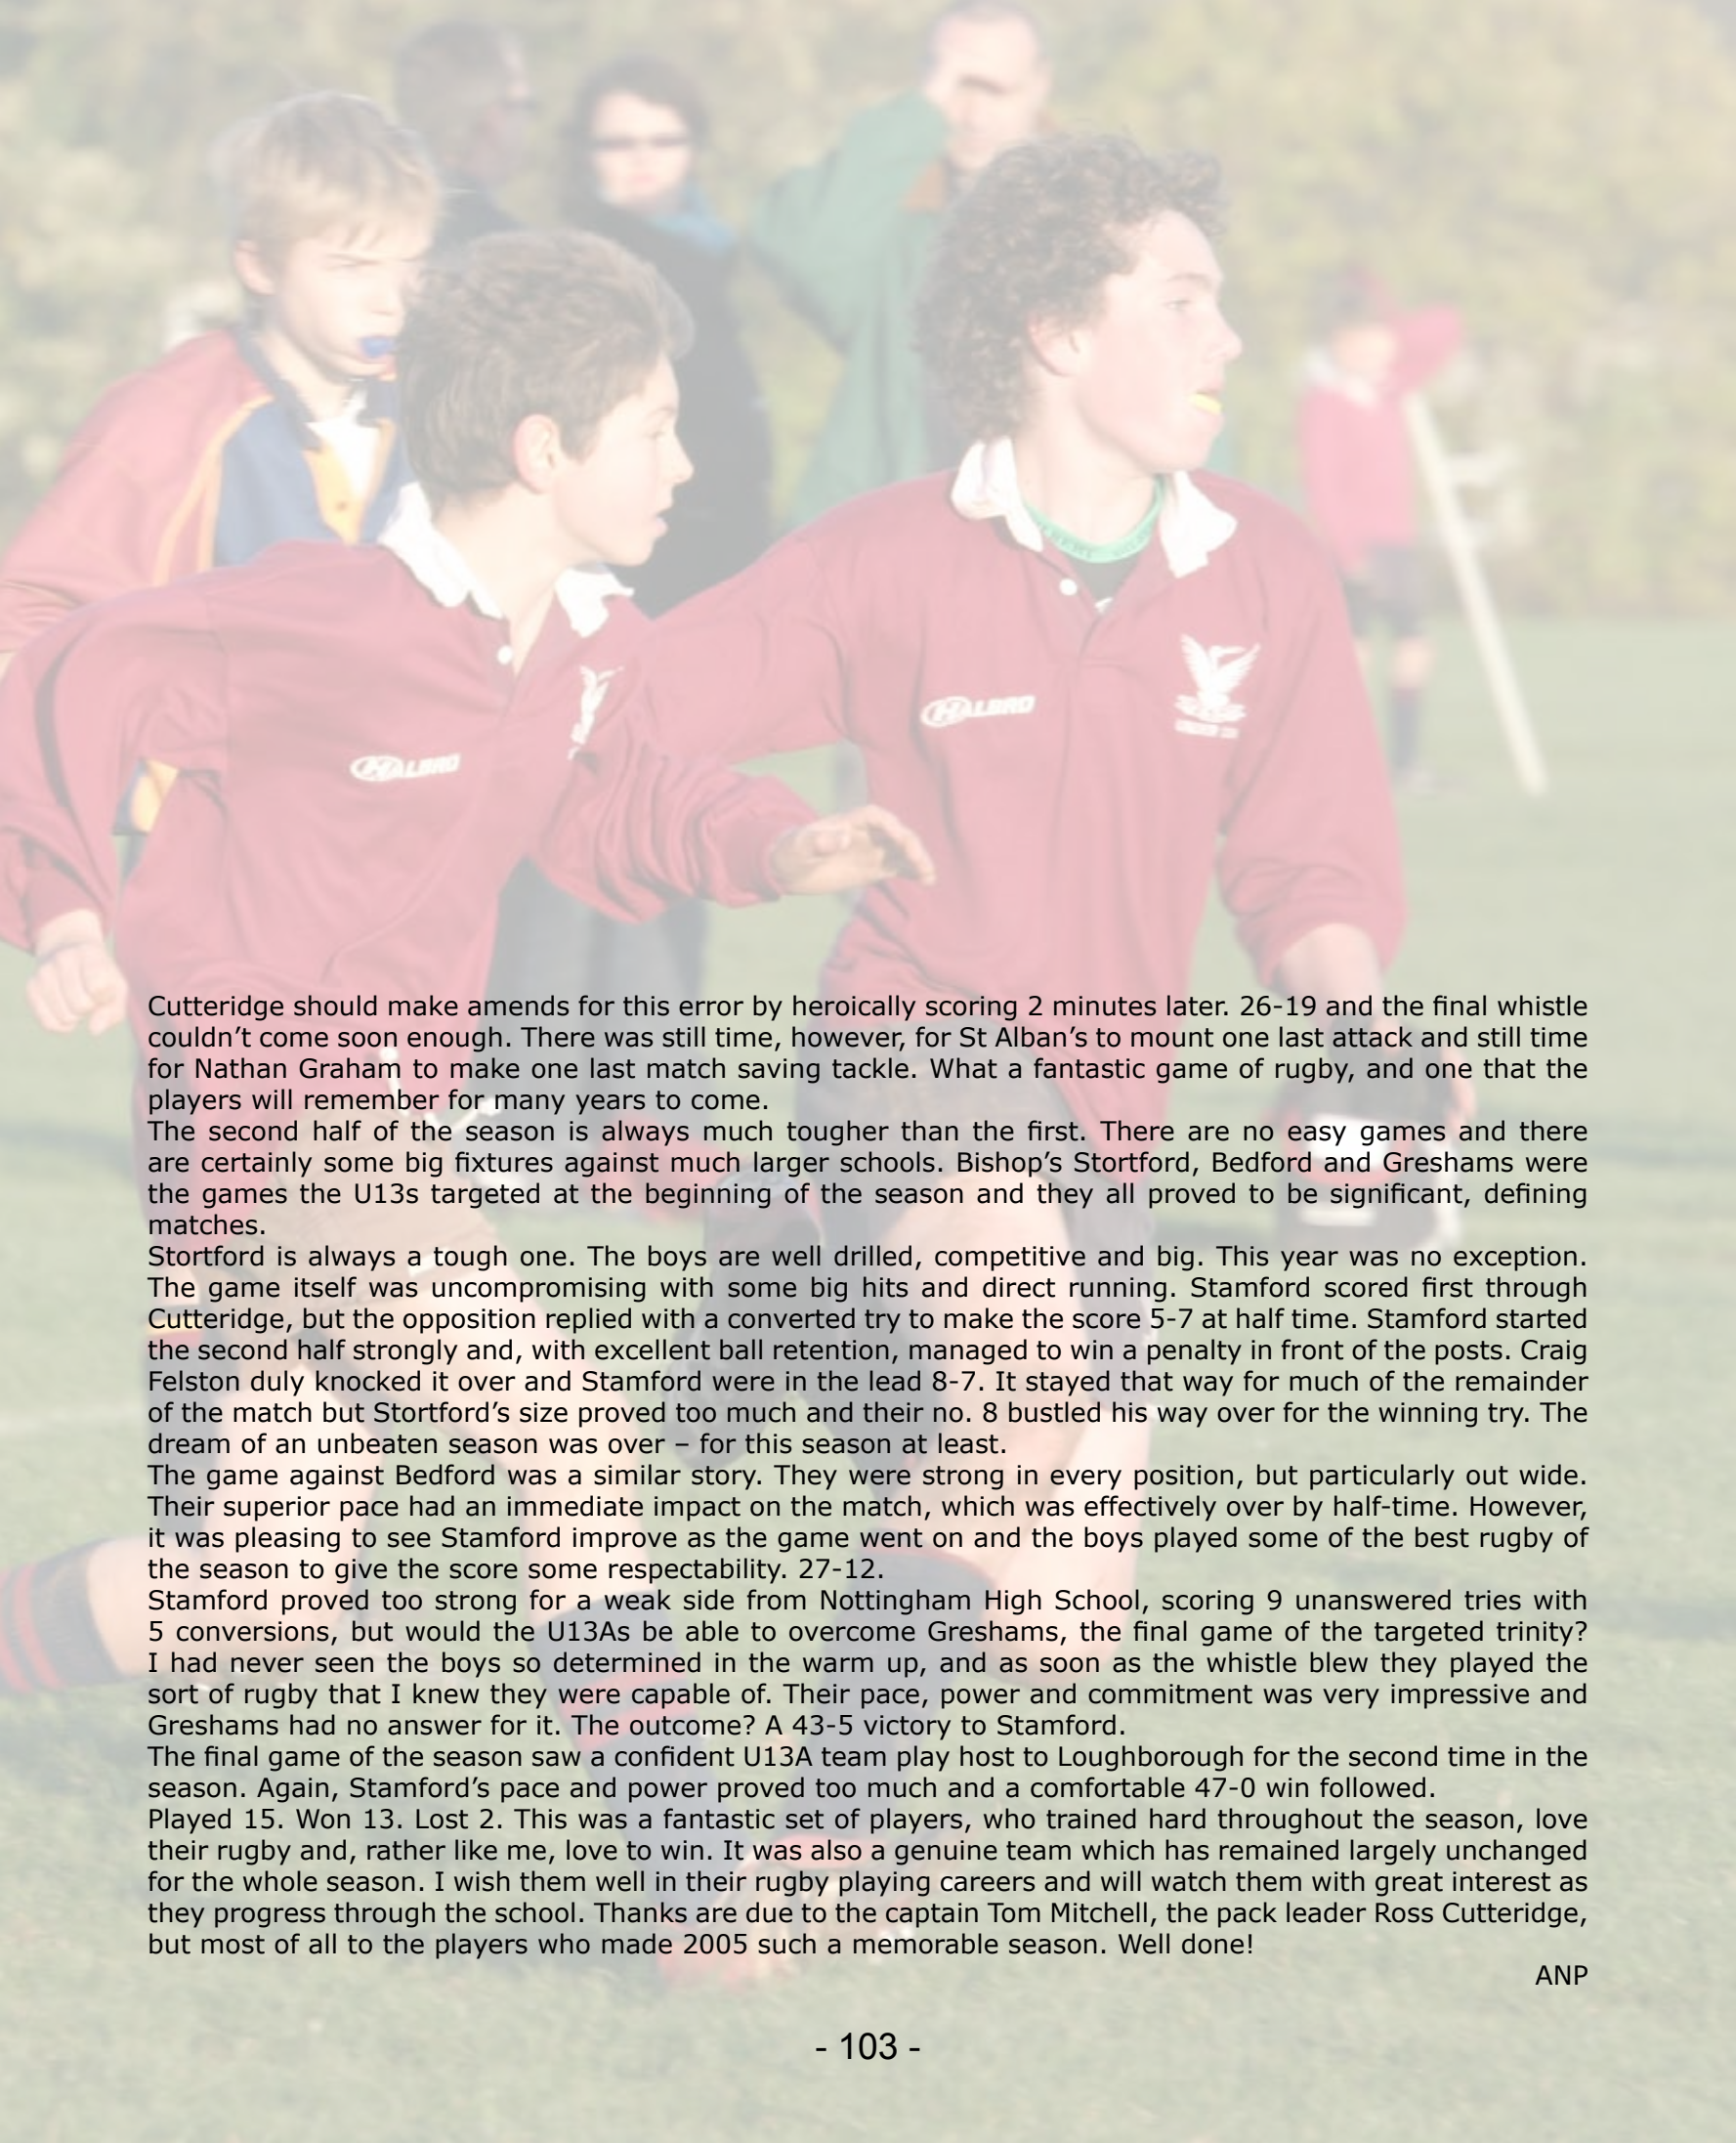 HALBRO
HALBRO
Cutteridge should make amends for this error by heroically scoring 2 minutes later. 26-19 and the final whistle
couldn’t come soon enough. There was still time, however, for St Alban’s to mount one last attack and still time
for Nathan Graham to make one last match saving tackle. What a fantastic game of rugby, and one that the
players will remember for many years to come.
The second half of the season is always much tougher than the first. There are no easy games and there
are certainly some big fixtures against much larger schools. Bishop’s Stortford, Bedford and Greshams were
the games the U13s targeted at the beginning of the season and they all proved to be significant, defining
matches.
Stortford is always a tough one. The boys are well drilled, competitive and big. This year was no exception.
The game itself was uncompromising with some big hits and direct running. Stamford scored first through
Cutteridge, but the opposition replied with a converted try to make the score 5-7 at half time. Stamford started
the second half strongly and, with excellent ball retention, managed to win a penalty in front of the posts. Craig
Felston duly knocked it over and Stamford were in the lead 8-7. It stayed that way for much of the remainder
of the match but Stortford’s size proved too much and their no. 8 bustled his way over for the winning try. The
dream of an unbeaten season was over – for this season at least.
The game against Bedford was a similar story. They were strong in every position, but particularly out wide.
Their superior pace had an immediate impact on the match, which was effectively over by half-time. However,
it was pleasing to see Stamford improve as the game went on and the boys played some of the best rugby of
the season to give the score some respectability. 27-12.
Stamford proved too strong for a weak side from Nottingham High School, scoring 9 unanswered tries with
5 conversions, but would the U13As be able to overcome Greshams, the final game of the targeted trinity?
I had never seen the boys so determined in the warm up, and as soon as the whistle blew they played the
sort of rugby that I knew they were capable of. Their pace, power and commitment was very impressive and
Greshams had no answer for it. The outcome? A 43-5 victory to Stamford.
The final game of the season saw a confident U13A team play host to Loughborough for the second time in the
season. Again, Stamford’s pace and power proved too much and a comfortable 47-0 win followed.
Played 15. Won 13. Lost 2. This was a fantastic set of players, who trained hard throughout the season, love
their rugby and, rather like me, love to win. It was also a genuine team which has remained largely unchanged
for the whole season. I wish them well in their rugby playing careers and will watch them with great interest as
they progress through the school. Thanks are due to the captain Tom Mitchell, the pack leader Ross Cutteridge,
but most of all to the players who made 2005 such a memorable season. Well done!
ANP
- 103 -